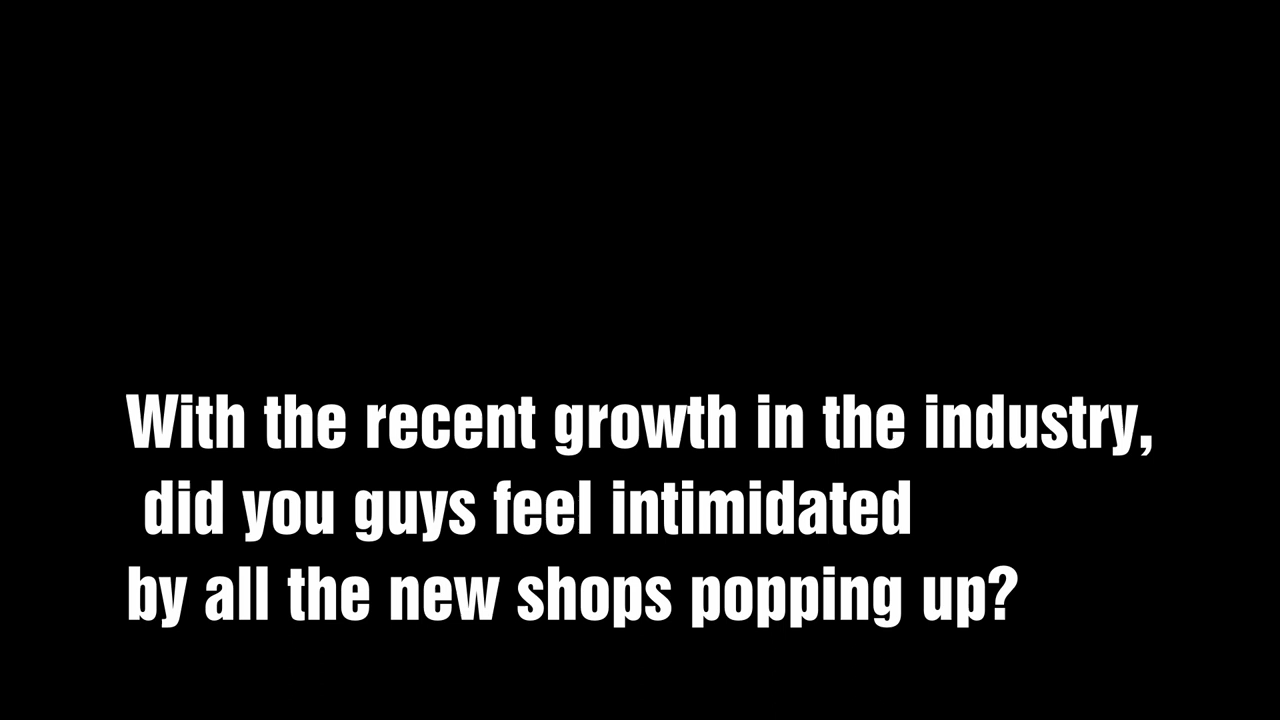 With the recent growth in the industry,
did you guys feel intimidated
by all the new shops popping up?